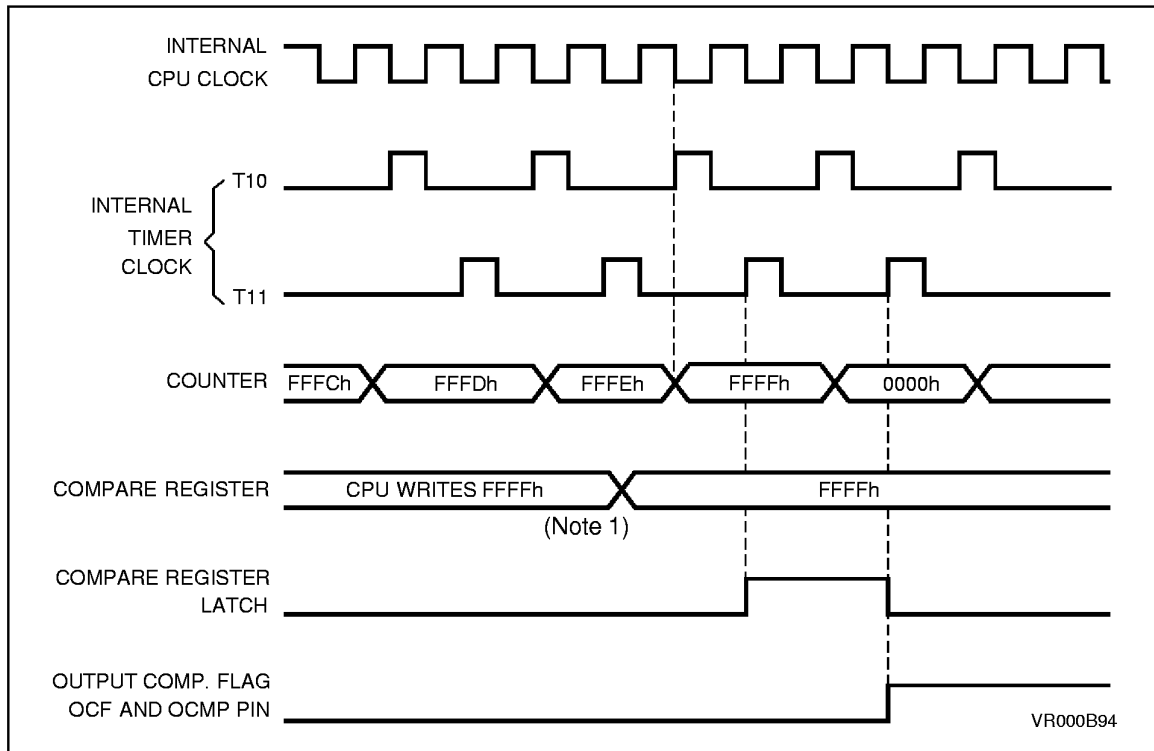 INTERNAL
CPU CLOCK
T10
INTERNAL
TIMER
CLOCK
T11
COUNTER
FFFCh
FFFDh
FFFEh
FFFFh
0000h
COMPARE REGISTER
CPU WRITES FFFFh
FFFFh
(Note 1)
COMPARE REGISTER
LATCH
OUTPUT COMP. FLAG
OCF AND OCMP PIN
VR000B94